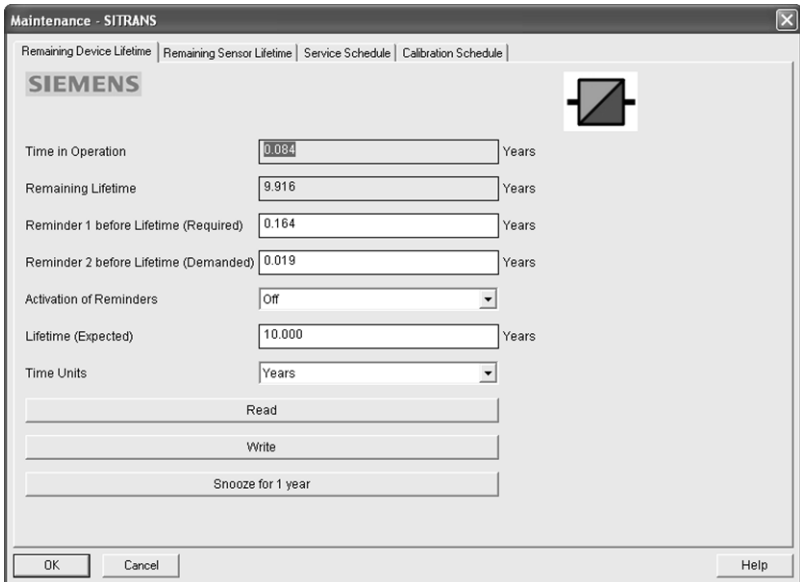 Maintenance - SITRANS
Remaining Device Lifetime Remaining Sensor Lifetime Service Schedule Calibration Schedule
SIEMENS
Time in Operation 0.084 Years
Remaining Lifetime 9.916 Years
Reminder 1 before Lifetime (Required) 0.164 Years
Reminder 2 before Lifetime (Demanded) 0.019 Years
Activation of Reminders Off
Lifetime (Expected) 10.000 Years
Time Units Years
Read
Write
Snooze for 1 year
OK Cancel Help